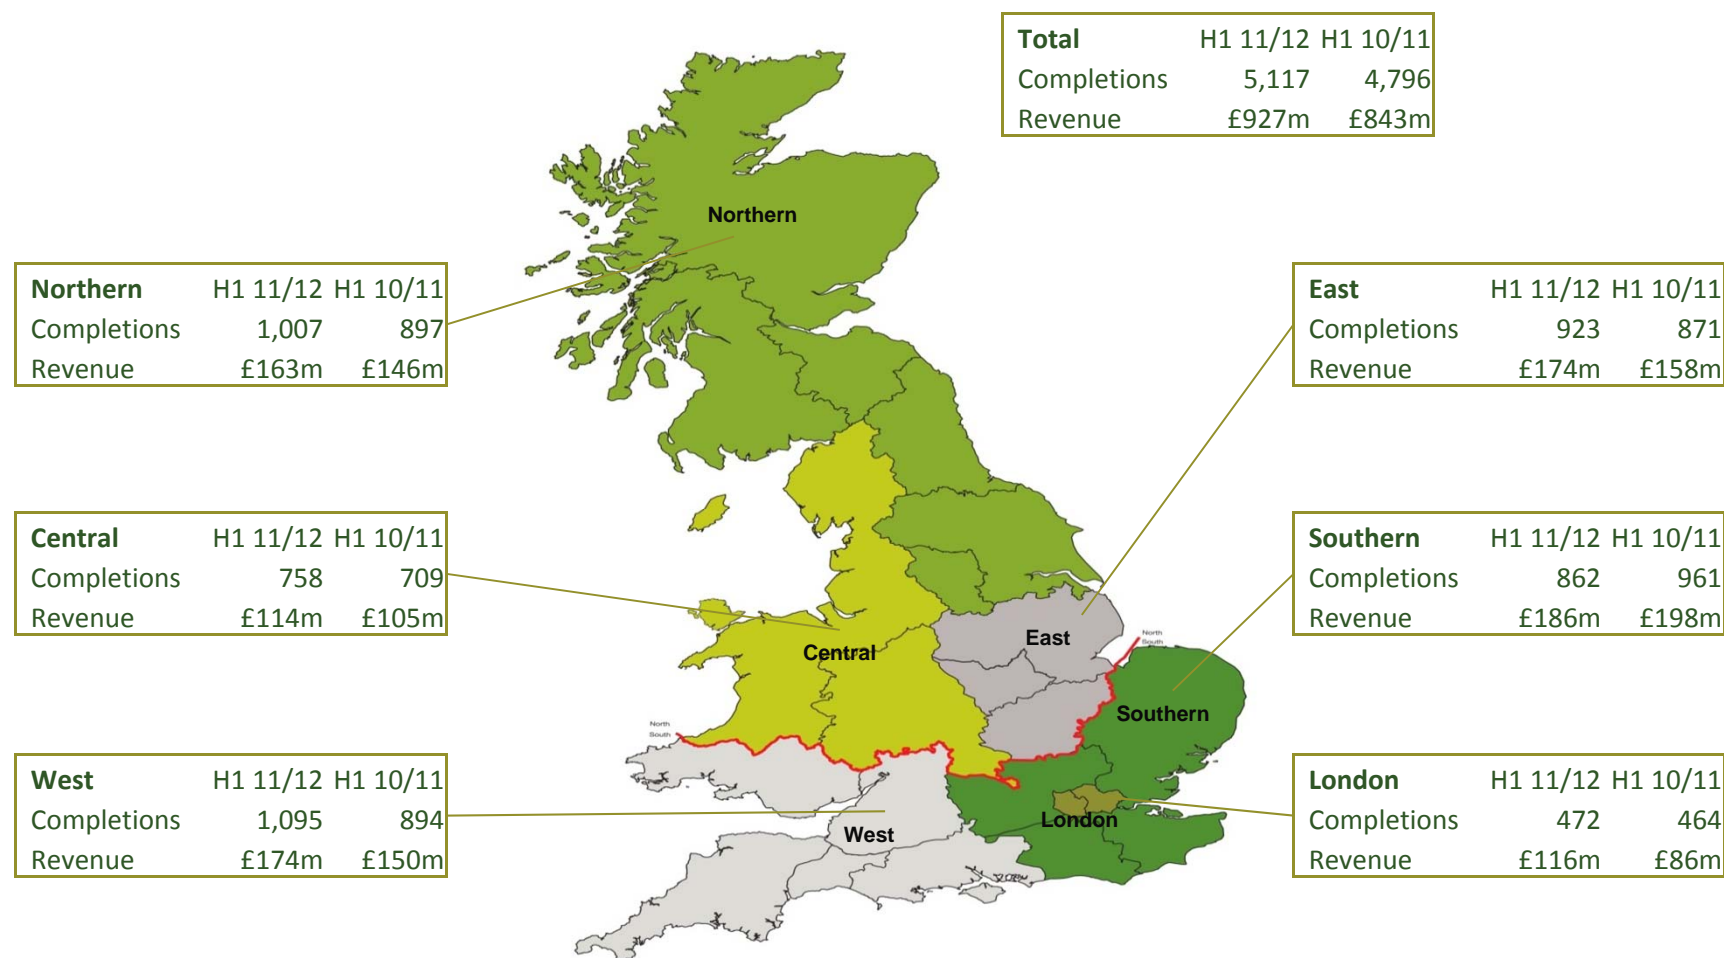 Total H1 11/12 H1 10/11
Completions 5,117 4,796
Revenue £927m £843m
Northern
Northern H1 11/12 H1 10/11
Completions 1,007 897
Revenue £163m £146m
East H1 11/12 H1 10/11
Completions 923 871
Revenue £174m £158m
Central H1 11/12 H1 10/11
Completions 758 709
Revenue £114m £105m
Southern H1 11/12 H1 10/11
Completions 862 961
Revenue £186m £198m
East
North
South
Central
Southern
North
South
West H1 11/12 H1 10/11
Completions 1,095 894
Revenue £174m £150m
London H1 11/12 H1 10/11
Completions 472 464
Revenue £116m £86m
London
West